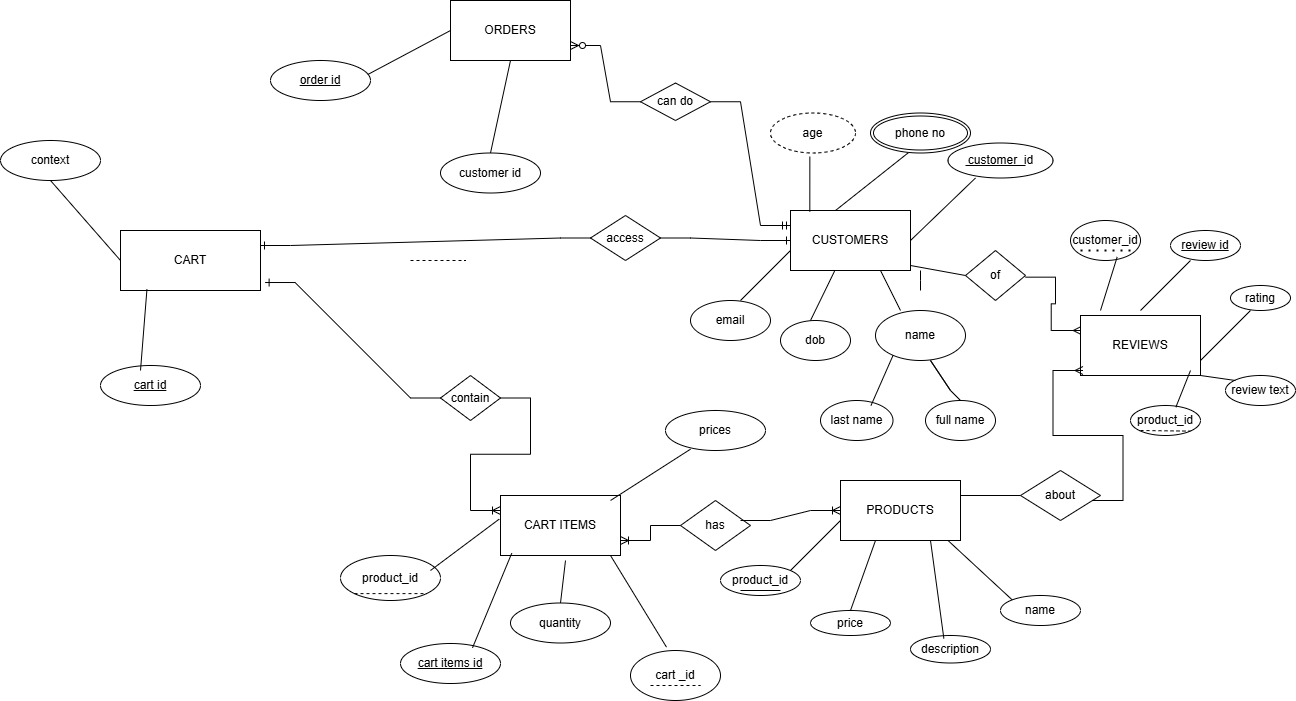 ORDERS
order id
can do
age
phone no
customer_id
context
customer id
CUSTOMERS
access
CART
customer_id
review id
of
rating
email
dob
name
REVIEWS
cart id
contain
review text
last name
full name
product_id
prices
about
PRODUCTS
CART ITEMS
has
product_id
product_id
price
name
quantity
description
cart items id
cart _id